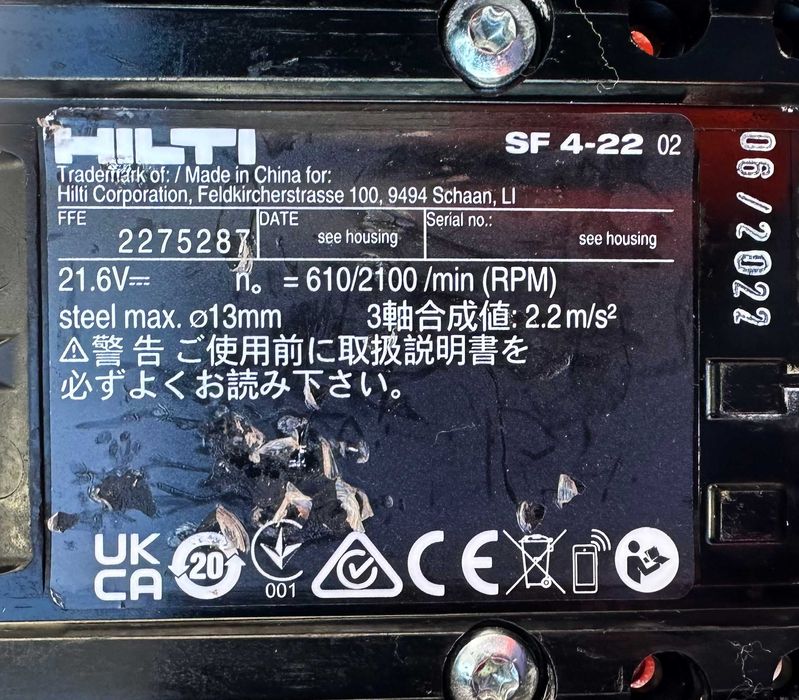 HILTI
SF 4-22 02
Trademark of: / Made in China for:
Hilti Corporation, Feldkircherstrasse 100, 9494 Schaan, LI
FFE 2275287 DATE see housing Serial no.: see housing
21.6V⎓ n₀ = 610/2100 /min (RPM)
steel max. ⌀13mm 3軸合成値: 2.2 m/s²
⚠警 告 ご使用前に取扱説明書を
必ずよくお読み下さい。
UK CA 20 001 CE
06/2022